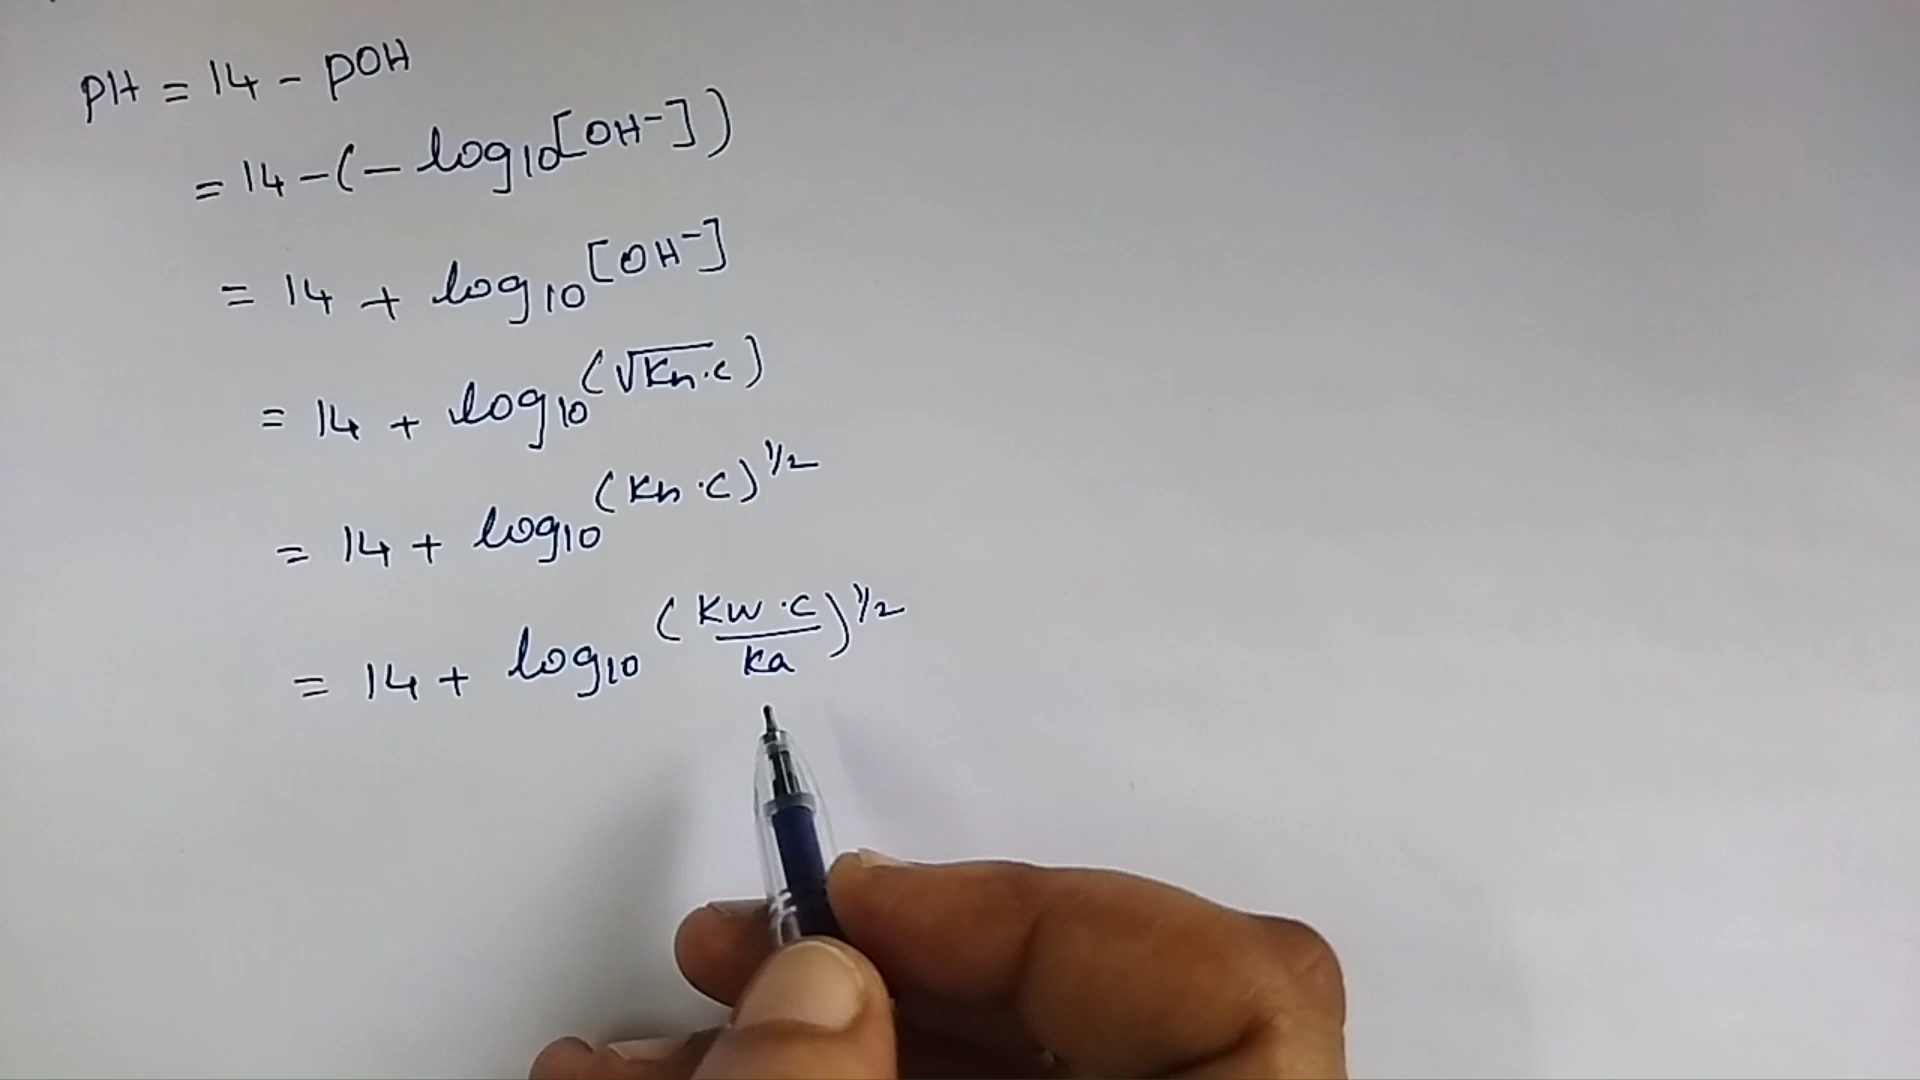 pH = 14 - pOH
= 14 - (- log₁₀[OH⁻])
= 14 + log₁₀[OH⁻]
= 14 + log₁₀(√Kh·c)
= 14 + log₁₀(Kh·c)^1/2
= 14 + log₁₀(Kw·c/Ka)^1/2